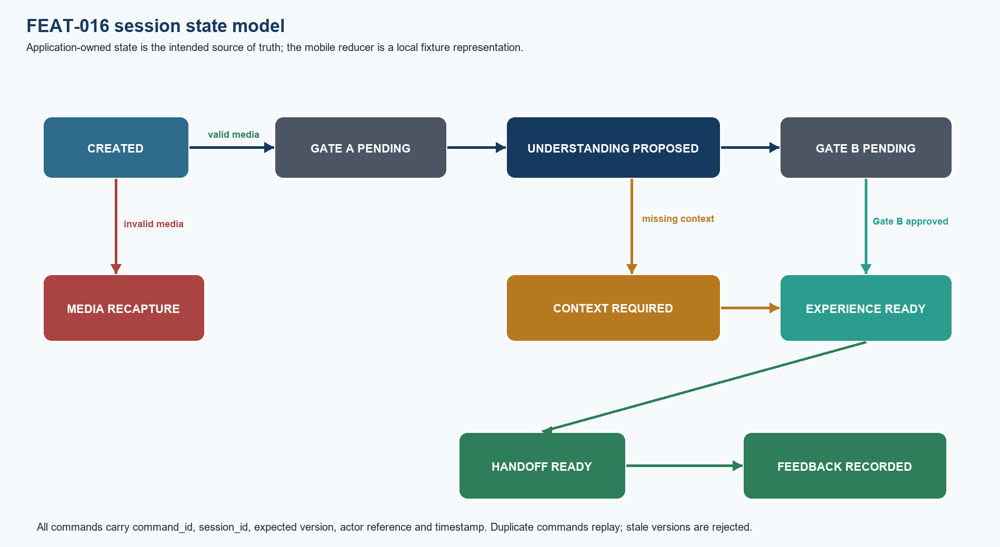 FEAT-016 session state model
Application-owned state is the intended source of truth; the mobile reducer is a local fixture representation.
CREATED
valid media
GATE A PENDING
UNDERSTANDING PROPOSED
GATE B PENDING
invalid media
missing context
Gate B approved
MEDIA RECAPTURE
CONTEXT REQUIRED
EXPERIENCE READY
HANDOFF READY
FEEDBACK RECORDED
All commands carry command_id, session_id, expected version, actor reference and timestamp. Duplicate commands replay; stale versions are rejected.